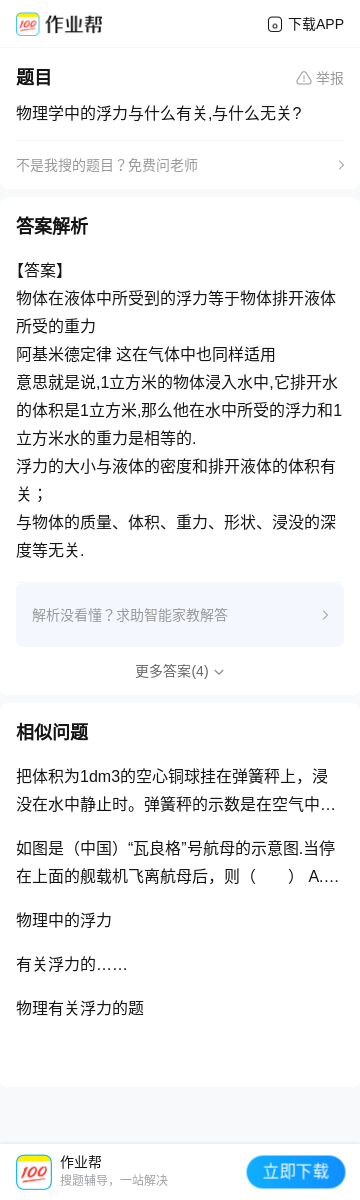 作业帮
下载APP
题目
举报
物理学中的浮力与什么有关,与什么无关?
不是我搜的题目？免费问老师
答案解析
【答案】
物体在液体中所受到的浮力等于物体排开液体
所受的重力
阿基米德定律 这在气体中也同样适用
意思就是说,1立方米的物体浸入水中,它排开水
的体积是1立方米,那么他在水中所受的浮力和1
立方米水的重力是相等的.
浮力的大小与液体的密度和排开液体的体积有
关；
与物体的质量、体积、重力、形状、浸没的深
度等无关.
解析没看懂？求助智能家教解答
更多答案(4)
相似问题
把体积为1dm3的空心铜球挂在弹簧秤上，浸
没在水中静止时。弹簧秤的示数是在空气中…
如图是（中国）“瓦良格”号航母的示意图.当停
在上面的舰载机飞离航母后，则（　　） A.…
物理中的浮力
有关浮力的……
物理有关浮力的题
100
作业帮
搜题辅导，一站解决
立即下载